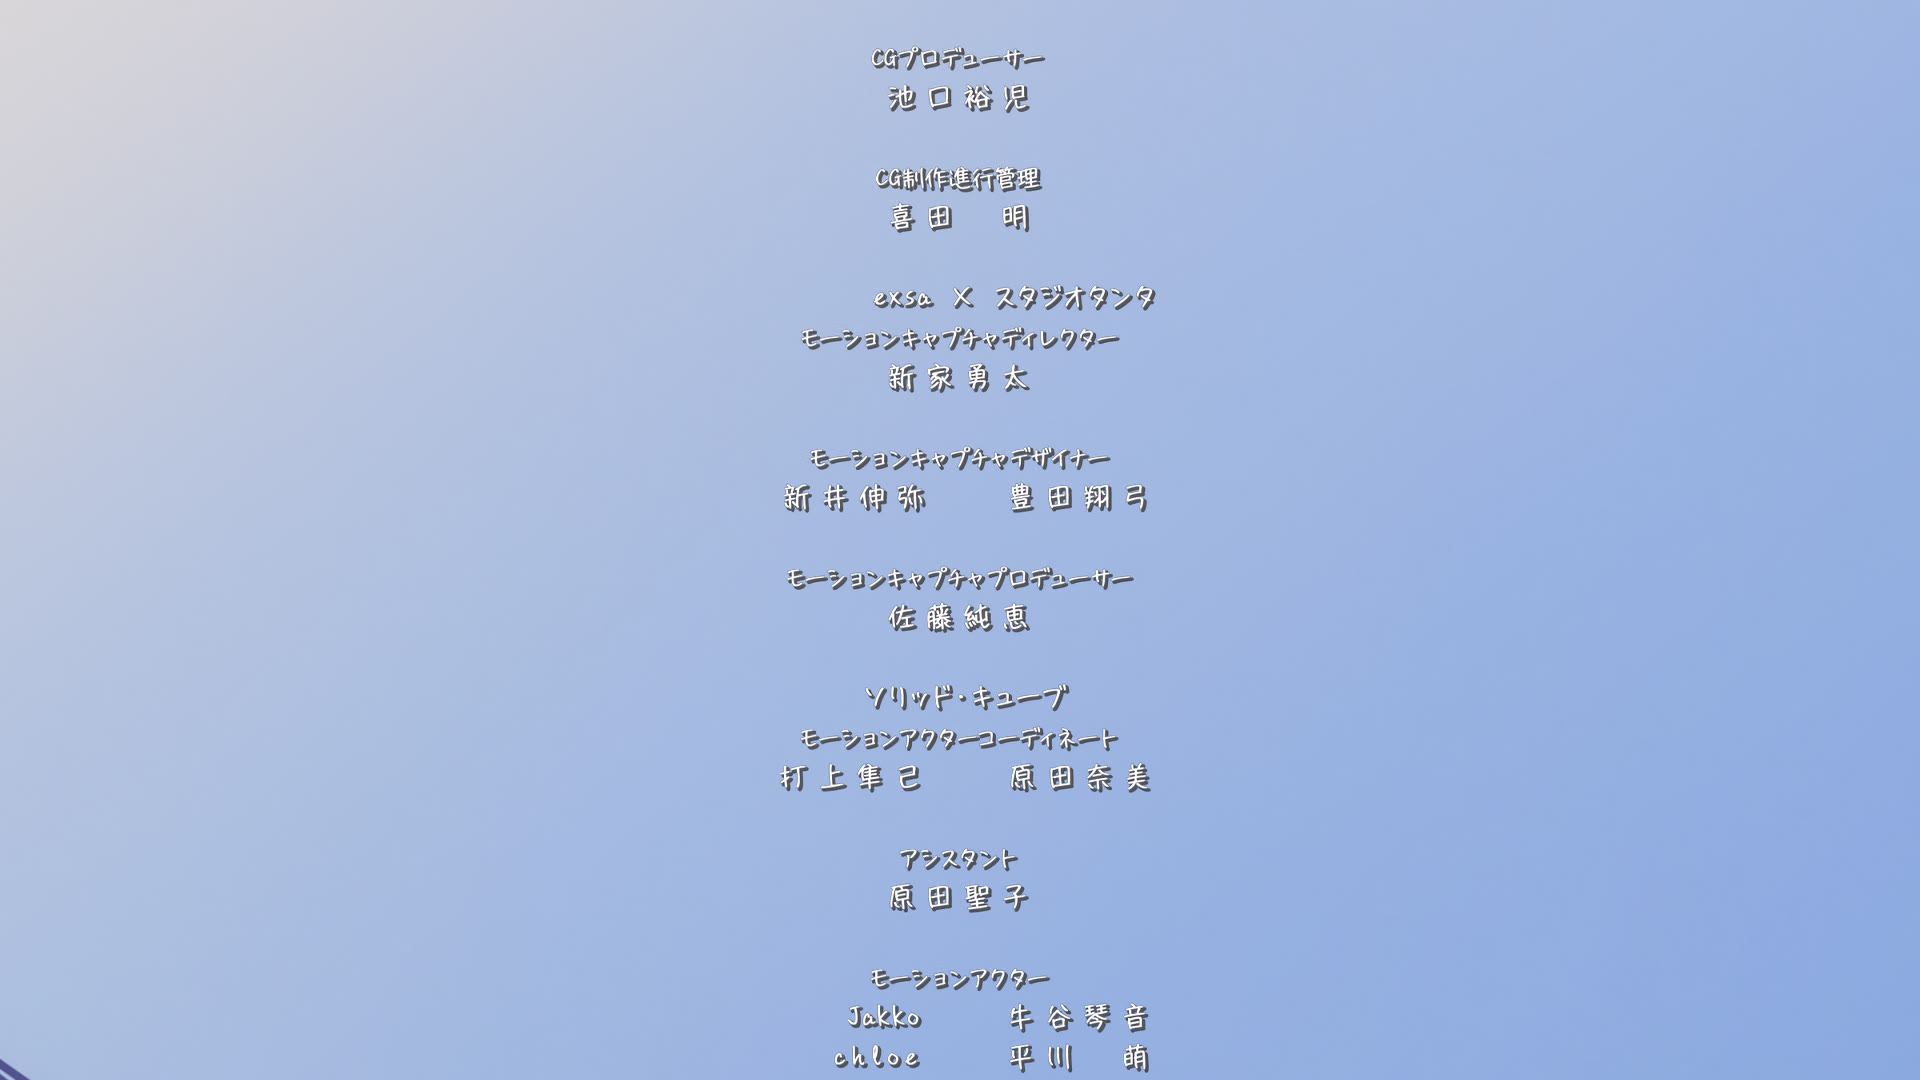 CGプロデューサー
池口裕児
CG制作進行管理
喜田　明
exsa X スタジオタンタ
モーションキャプチャディレクター
新家勇太
モーションキャプチャデザイナー
新井伸弥　豊田翔弓
モーションキャプチャプロデューサー
佐藤純恵
ソリッド・キューブ
モーションアクターコーディネート
打上隼己　原田奈美
アシスタント
原田聖子
モーションアクター
Jakko　牛谷琴音
chloe　平川　萌